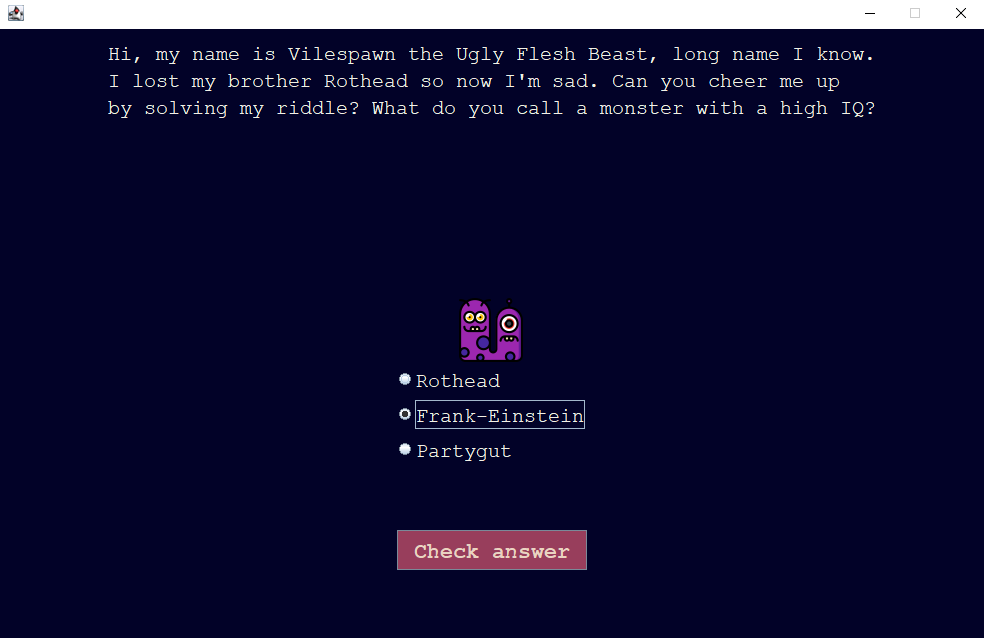 Hi, my name is Vilespawn the Ugly Flesh Beast, long name I know.
I lost my brother Rothead so now I'm sad. Can you cheer me up
by solving my riddle? What do you call a monster with a high IQ?
Rothead
Frank-Einstein
Partygut
Check answer